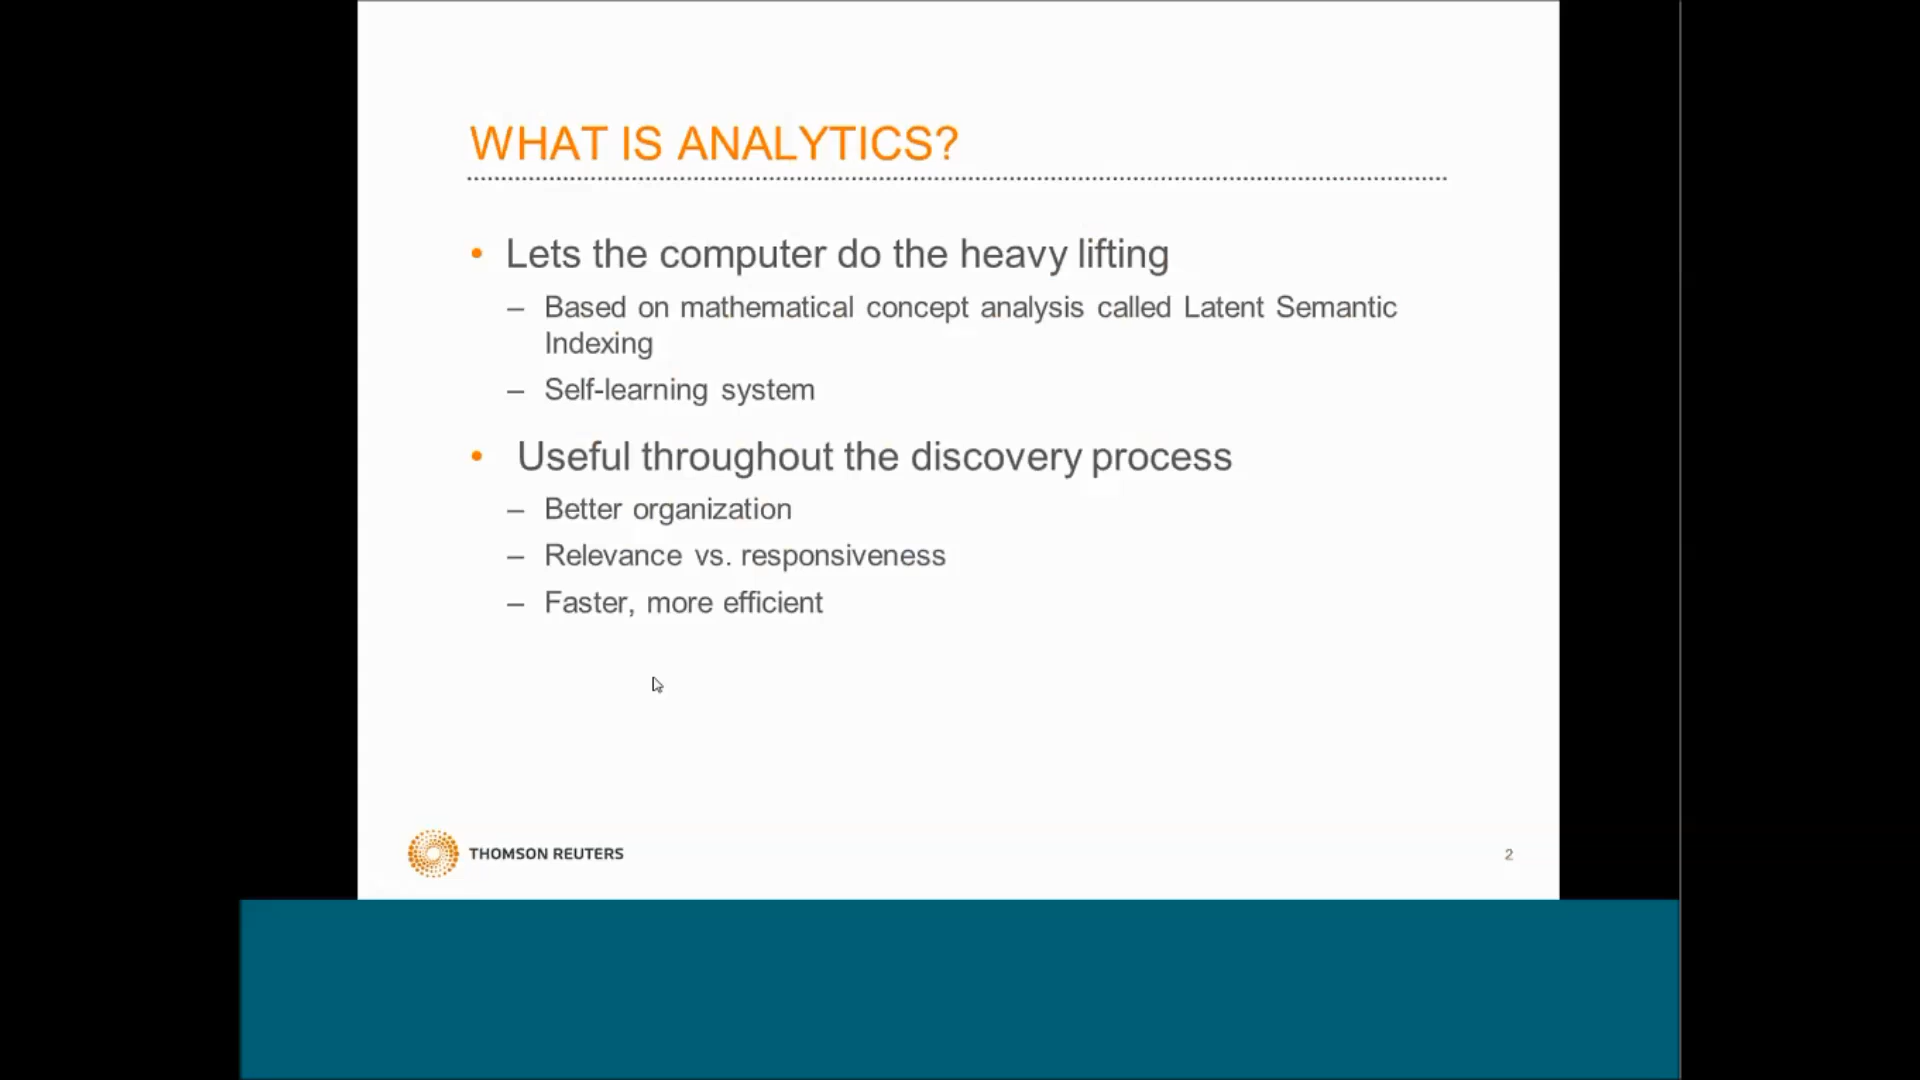 WHAT IS ANALYTICS?
• Lets the computer do the heavy lifting
– Based on mathematical concept analysis called Latent Semantic
Indexing
– Self-learning system
• Useful throughout the discovery process
– Better organization
– Relevance vs. responsiveness
– Faster, more efficient
THOMSON REUTERS
2